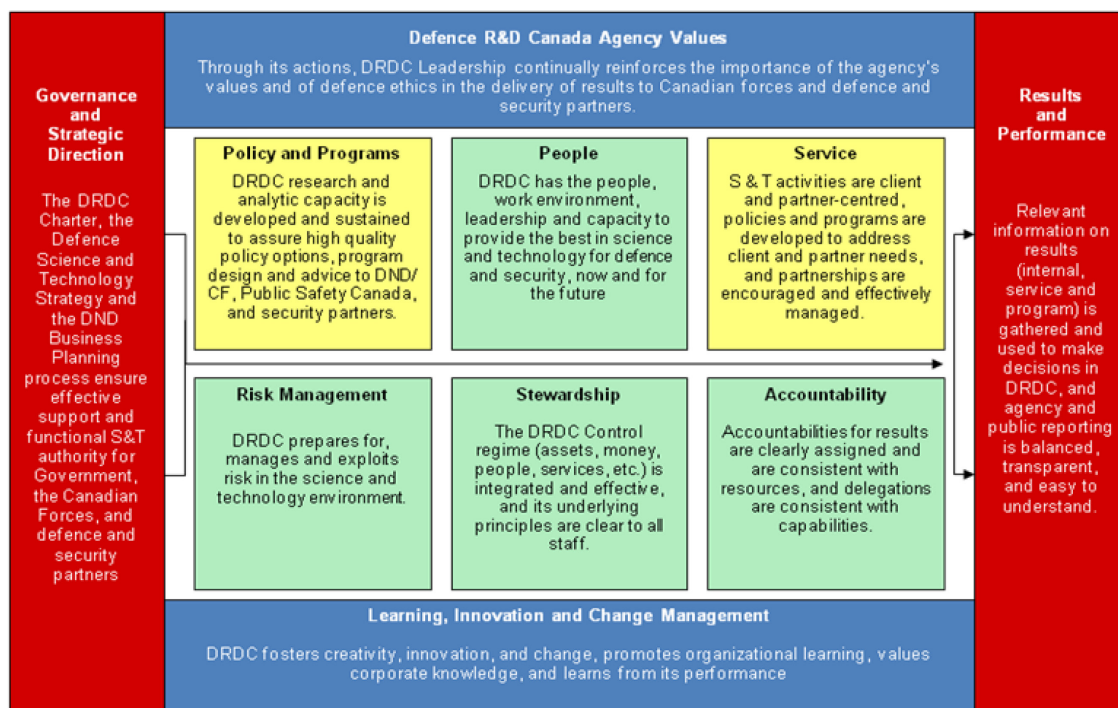 Defence R&D Canada Agency Values
Through its actions, DRDC Leadership continually reinforces the importance of the agency's
values and of defence ethics in the delivery of results to Canadian forces and defence and
security partners.
Governance
and
Strategic
Direction
The DRDC
Charter, the
Defence
Science and
Technology
Strategy and
the DND
Business
Planning
process ensure
effective
support and
functional S&T
authority for
Government,
the Canadian
Forces, and
defence and
security
partners
Policy and Programs
DRDC research and
analytic capacity is
developed and sustained
to assure high quality
policy options, program
design and advice to DND/
CF, Public Safety Canada,
and security partners.
People
DRDC has the people,
work environment,
leadership and capacity to
provide the best in science
and technology for defence
and security, now and for
the future
Service
S & T activities are client
and partner-centred,
policies and programs are
developed to address
client and partner needs,
and partnerships are
encouraged and effectively
managed.
Risk Management
DRDC prepares for,
manages and exploits
risk in the science and
technology environment.
Stewardship
The DRDC Control
regime (assets, money,
people, services, etc.) is
integrated and effective,
and its underlying
principles are clear to all
staff.
Accountability
Accountabilities for results
are clearly assigned and
are consistent with
resources, and delegations
are consistent with
capabilities.
Results
and
Performance
Relevant
information on
results
(internal,
service and
program) is
gathered and
used to make
decisions in
DRDC, and
agency and
public reporting
is balanced,
transparent,
and easy to
understand.
Learning, Innovation and Change Management
DRDC fosters creativity, innovation, and change, promotes organizational learning, values
corporate knowledge, and learns from its performance